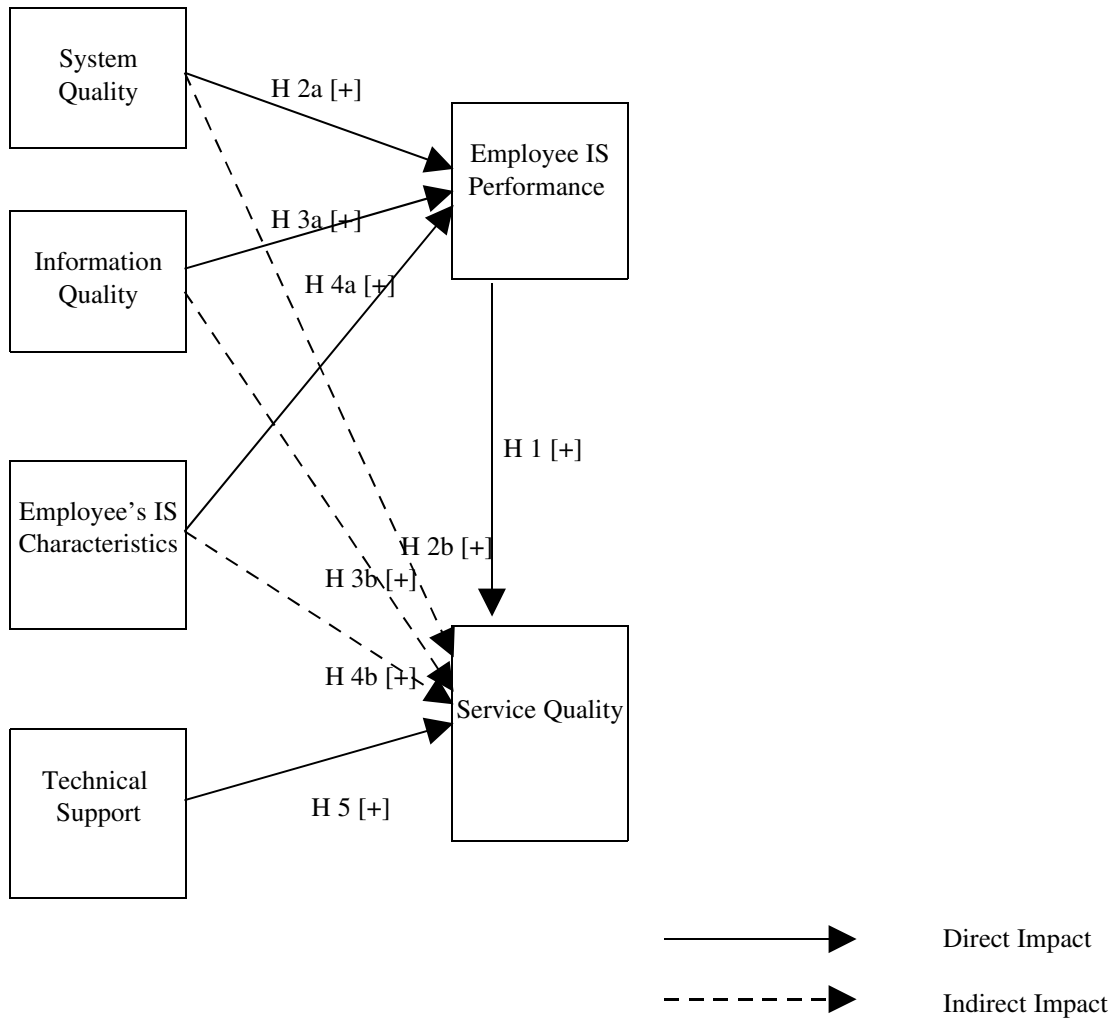 System
Quality
H 2a [+]
Employee IS
Performance
H 3a [+]
Information
Quality
H 4a [+]
H 1 [+]
Employee’s IS
Characteristics
H 2b [+]
H 3b [+]
H 4b [+]
Service Quality
Technical
Support
H 5 [+]
Direct Impact
Indirect Impact